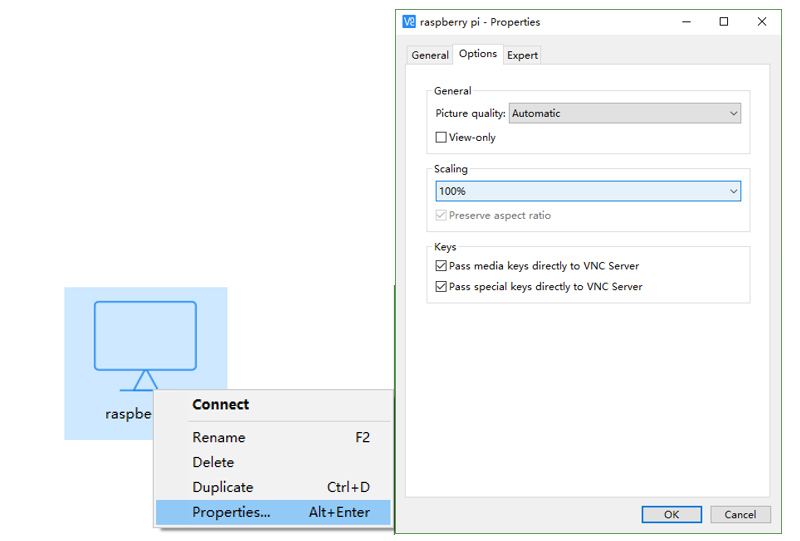 raspberry pi - Properties
General
Options
Expert
General
Picture quality: Automatic
View-only
Scaling
100%
Preserve aspect ratio
Keys
Pass media keys directly to VNC Server
Pass special keys directly to VNC Server
OK
Cancel
raspbe
Connect
Rename F2
Delete
Duplicate Ctrl+D
Properties... Alt+Enter